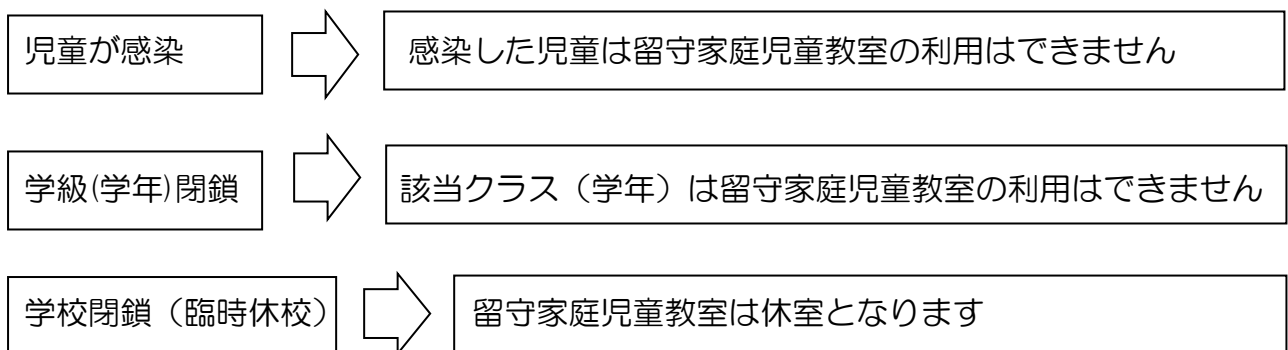 児童が感染
感染した児童は留守家庭児童教室の利用はできません
学級(学年)閉鎖
該当クラス（学年）は留守家庭児童教室の利用はできません
学校閉鎖（臨時休校）
留守家庭児童教室は休室となります